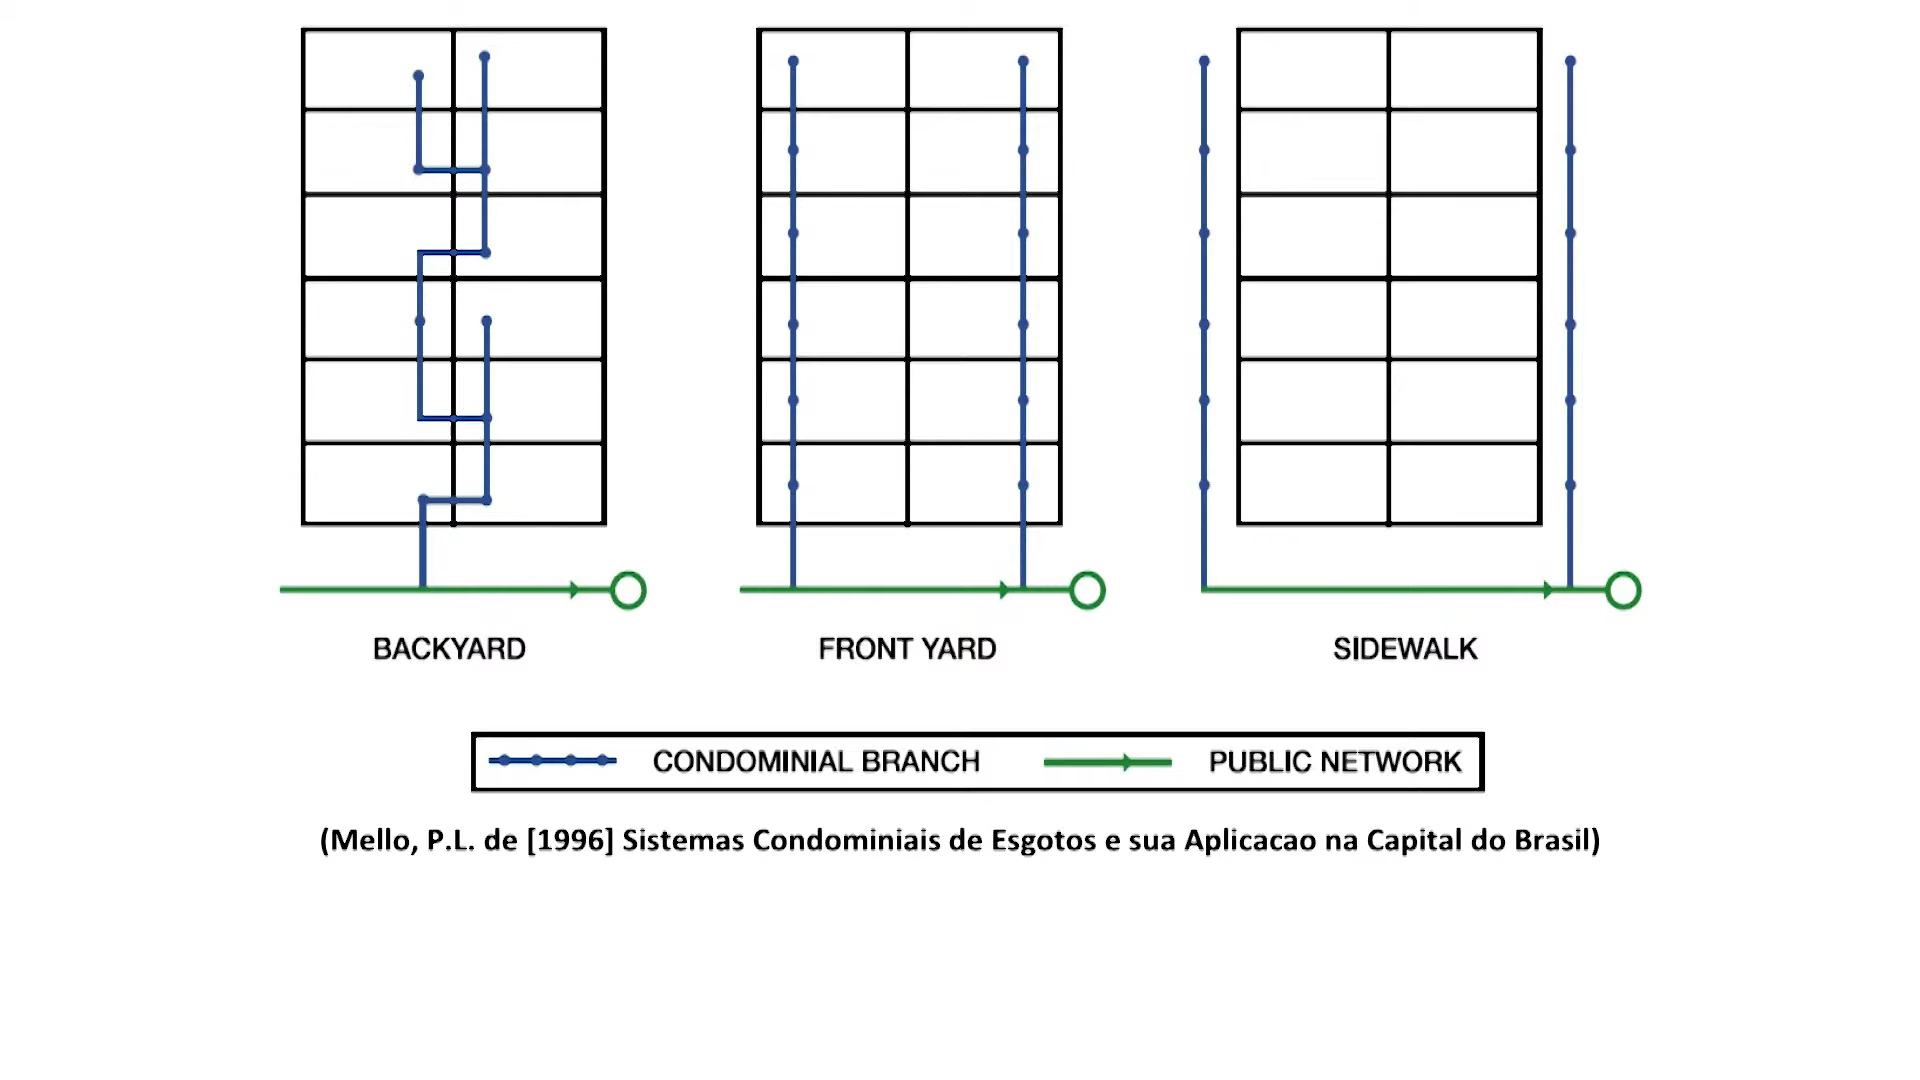 BACKYARD
FRONT YARD
SIDEWALK
CONDOMINIAL BRANCH
PUBLIC NETWORK
(Mello, P.L. de [1996] Sistemas Condominiais de Esgotos e sua Aplicacao na Capital do Brasil)